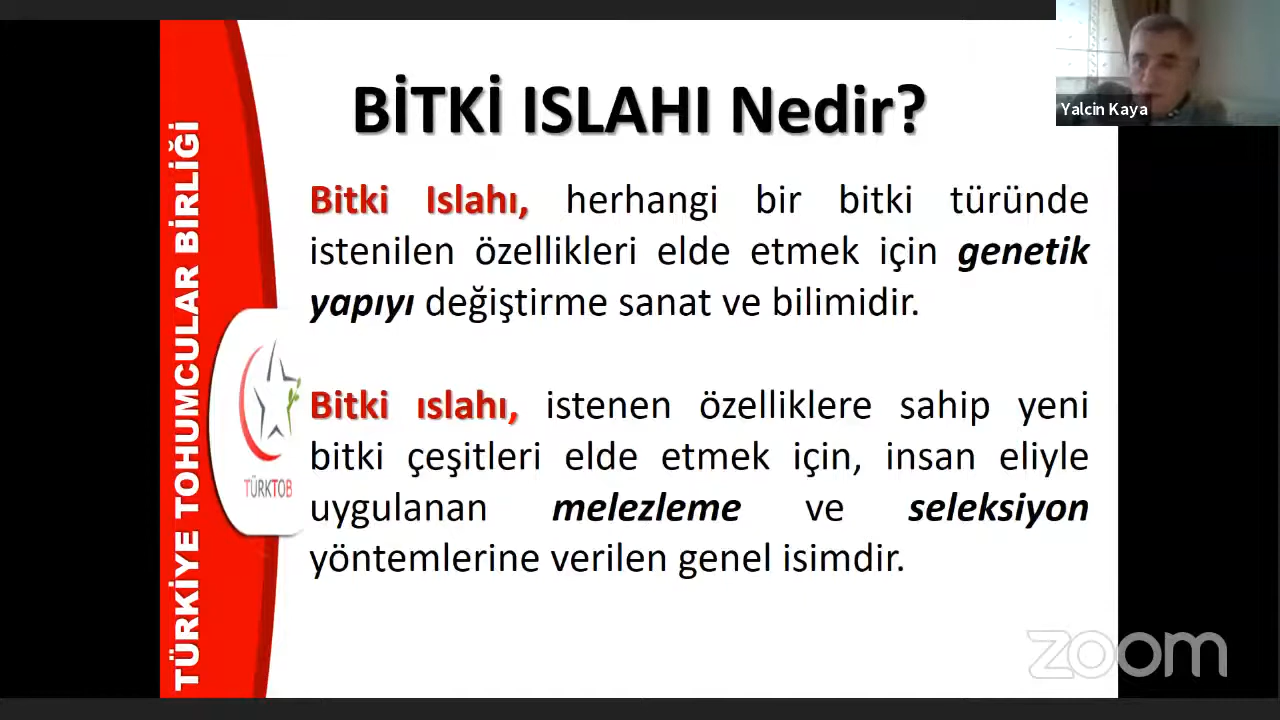 BİTKİ ISLAHI Nedir?
Yalcin Kaya
Bitki Islahı, herhangi bir bitki türünde
istenilen özellikleri elde etmek için genetik
yapıyı değiştirme sanat ve bilimidir.
Bitki ıslahı, istenen özelliklere sahip yeni
bitki çeşitleri elde etmek için, insan eliyle
uygulanan melezleme ve seleksiyon
yöntemlerine verilen genel isimdir.
TÜRKİYE TOHUMCULAR BİRLİĞİ
TÜRKTOB
zoom